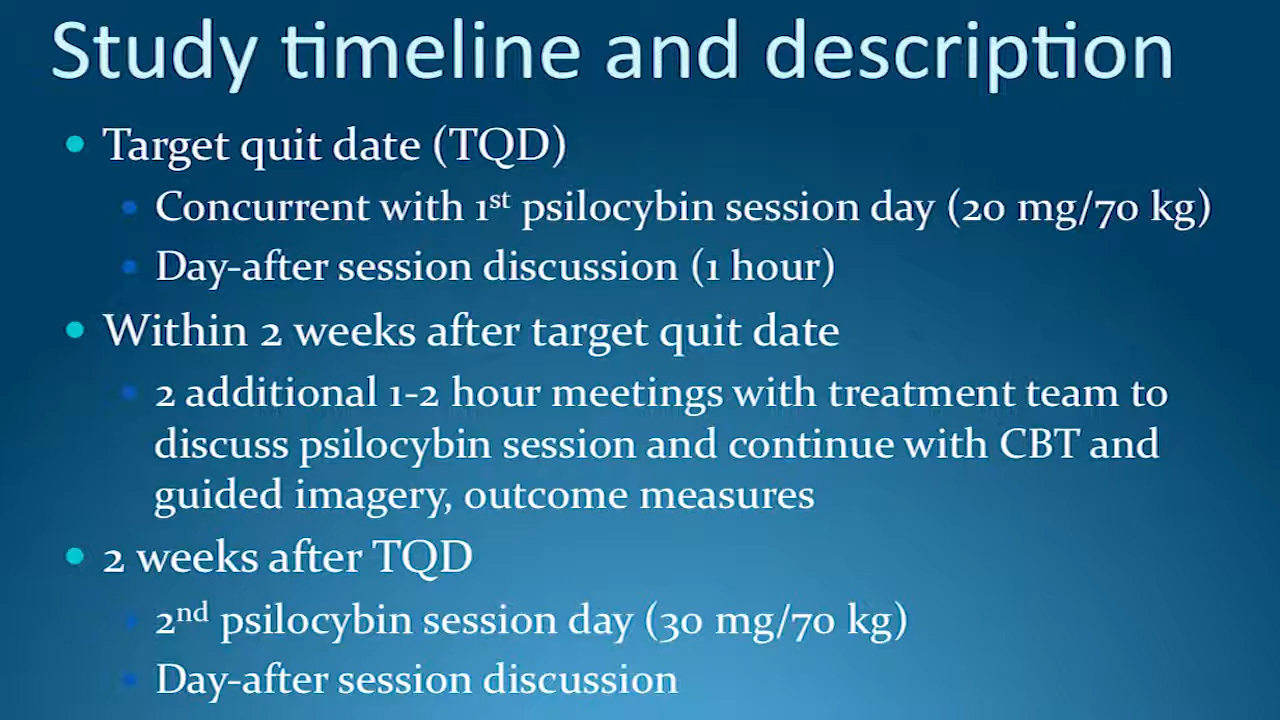 Study timeline and description
• Target quit date (TQD)
• Concurrent with 1st psilocybin session day (20 mg/70 kg)
• Day-after session discussion (1 hour)
• Within 2 weeks after target quit date
• 2 additional 1-2 hour meetings with treatment team to
discuss psilocybin session and continue with CBT and
guided imagery, outcome measures
• 2 weeks after TQD
• 2nd psilocybin session day (30 mg/70 kg)
• Day-after session discussion